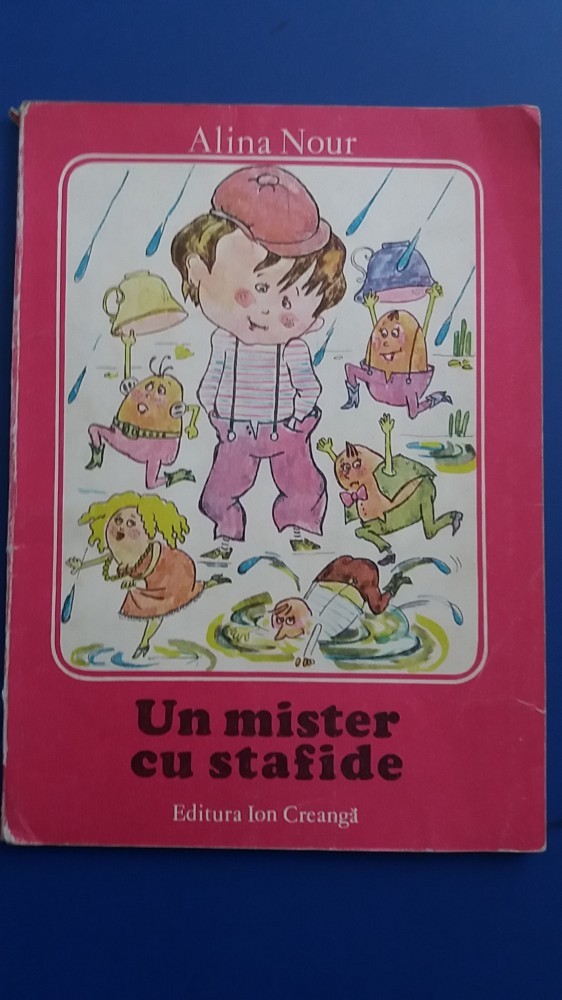 Alina Nour
Un mister
cu stafide
Editura Ion Creangă